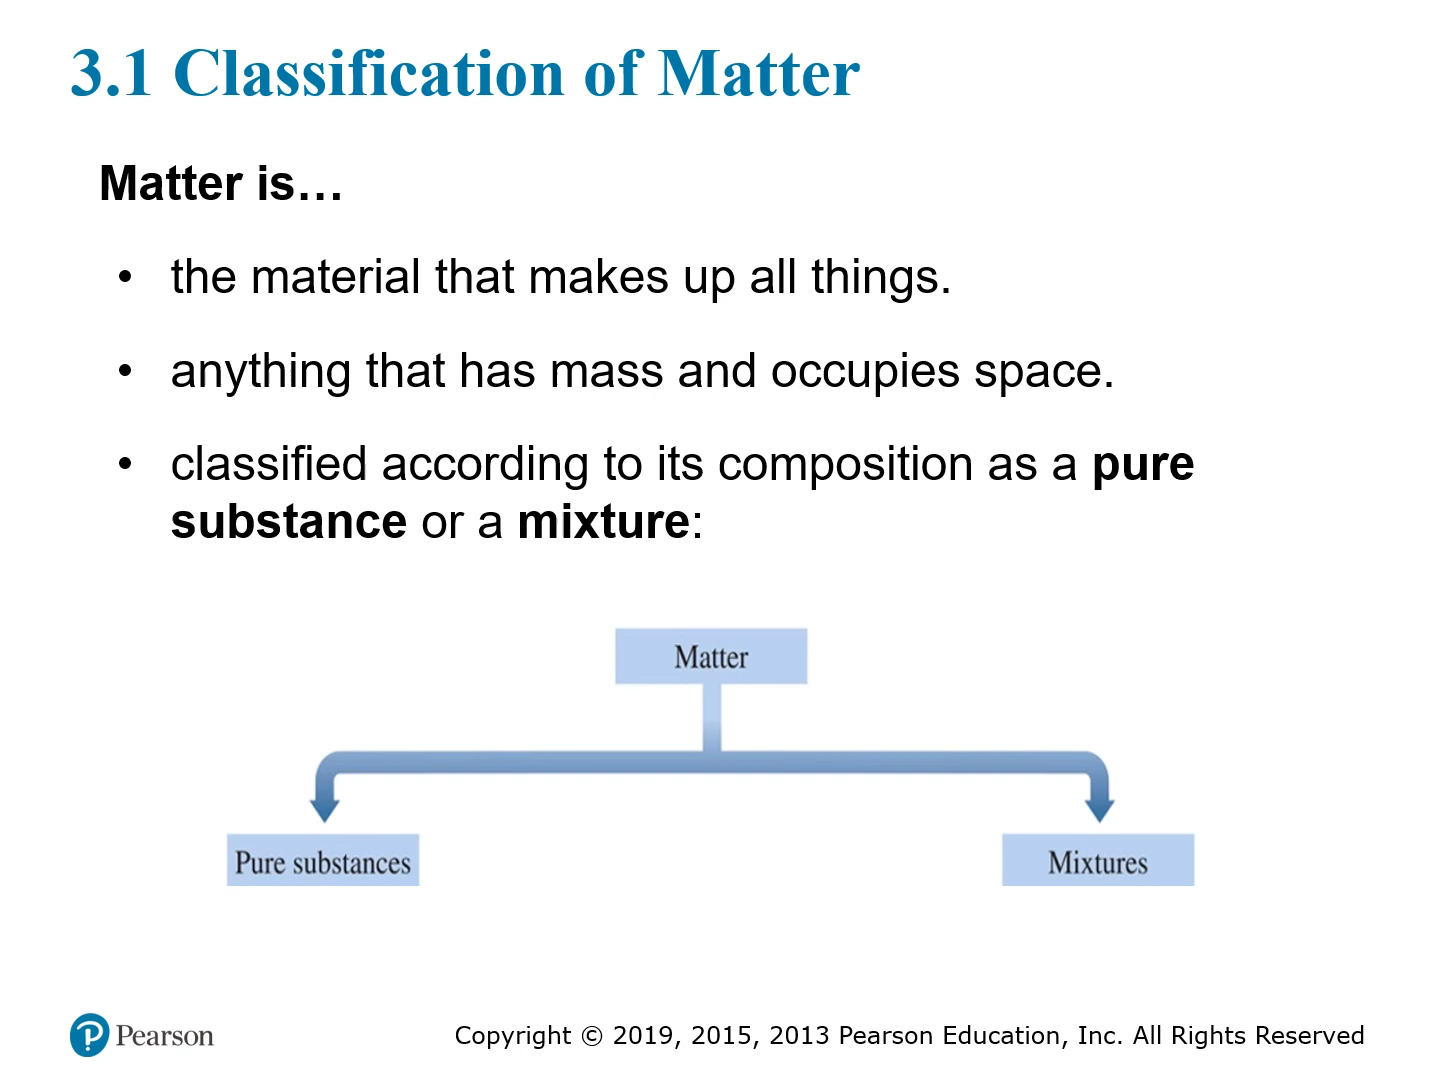 3.1 Classification of Matter
Matter is…
• the material that makes up all things.
• anything that has mass and occupies space.
• classified according to its composition as a pure
substance or a mixture:
Matter
Pure substances
Mixtures
Pearson
Copyright © 2019, 2015, 2013 Pearson Education, Inc. All Rights Reserved